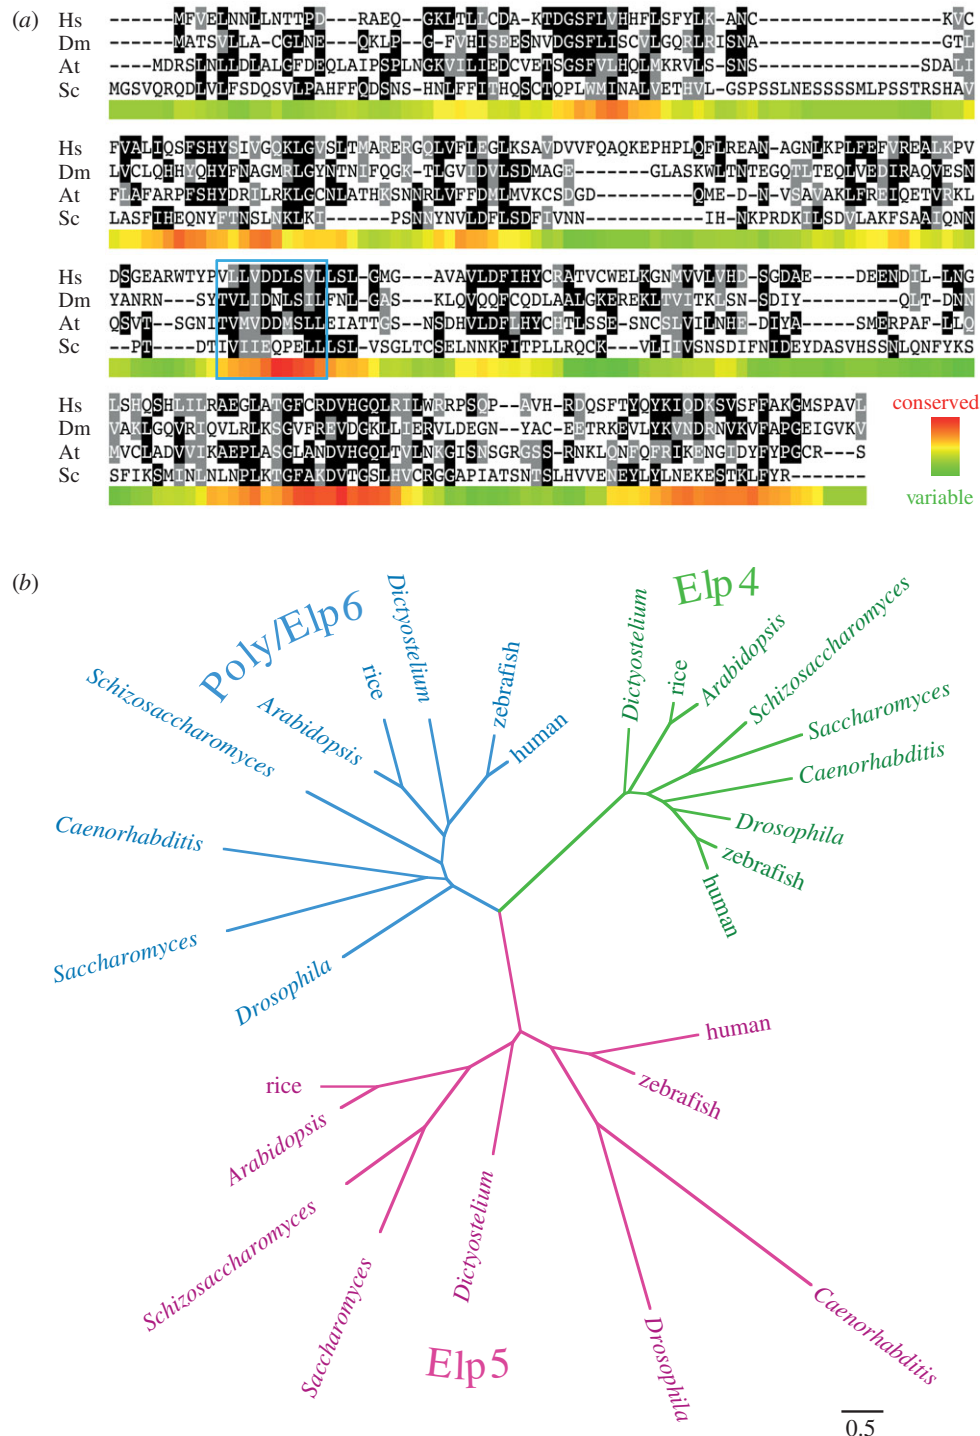 (a)
Hs -------MFVELNNLLNTTPD----RAEQ---GKLTLLCDA-KTDGSFLVHHFLSFYLK-ANC---------------KVC
Dm ------MATSVLLLA-CGLNE---QKLP--G-FVHISEESNVDGSFLISCVLGQRLRISNA---------------GTL
At ----MDRSLNLLDLALGFDEQLAIPSPLNGKVILIEDCVETSGSFVLHQLMKRVLS-SNS---------------SDALI
Sc MGSVQRQDLVLFSDQSVLPAHFFQDSNS-HNLFFITHQSCTQPLWMINALVETHVL-GSPSSLNESSSSMLPSSTRSHAV
Hs FVALIQSFSHYSIVGQKLGVSLTMARERGQLVFLEGLKSAVDVVFQAQKEPHPLQFLREAN-AGNLKPLFEFVREALKPV
Dm LVCLQHHYQHYFNAGMRLGYNTNIFQGK-TLGVIDVLSDMAGE-------GLASKWLTNTEGQTLTEQLVEDIRAQVESN
At FLAFARPFSHYDRILRKLGCNLATHKSNNRLVFFDMLMVKCSDGD---------QME-D-N-VSAVAKLFREIQETVRKL
Sc LASFIHEQNYFTNSLNKLKI------PSNNYNVLDFLSDFIVNN---------IH-NKPRDKILSDVLAKFSAAIQNN
Hs DSGEARWTYPVLLVDDLSVLLSL-GMG---AVAVLDFIHYCRATVCWELKGNMVVLVHD-SGDAE----DEENDIL-LNG
Dm YANRN---SYTVLIDNLSILFNL-GAS---KLQVQQFCQDLAALGKEREKLTVITKLSN-SDIY-------QLT-DNN
At QSVT--SGNITVMVDDMSLLEIATTGS--NSDHVLDFLHYCHTLSSE-SNCSLVILNHE-DIYA----SMERPAF-LLQ
Sc --PT---DTIVIIEQPELLLSL-VSGLTCSELNNKFITPLLRQCK---VLIIVSNSDIFNIDEYDASVHSSNLQNFYKS
Hs LSHQSHLILRAEGLATGFCRDVHGQLRILWRRPSQP--AVH-RDQSFTYQYKIQDKSVSFFAKGMSPAVL
Dm VAKLGQVRIQVLRLKSGVFREVDGKLLIERVLDEGN--YAC-EETRKEVLYKVNDRNVKVFAPGEIGVKV
At MVCLADVVIKAEPLASGLANDVHGQLTVLNKGISNSGRGSS-RNKLQNFQFRIKENGIDYFYPGCR---S
Sc SFIKSMINLNLNPLKTGFAKDVTGSLHVCRGGAPIATSNTSLHVVENEYLYLNEKESTKLFYR-------
conserved
variable
(b)
Poly/Elp6
Dictyostelium
rice
zebrafish
human
Arabidopsis
Schizosaccharomyces
Caenorhabditis
Saccharomyces
Drosophila
Elp4
Dictyostelium
rice
Arabidopsis
Schizosaccharomyces
Saccharomyces
Caenorhabditis
Drosophila
zebrafish
human
human
zebrafish
rice
Arabidopsis
Schizosaccharomyces
Saccharomyces
Dictyostelium
Elp5
Drosophila
Caenorhabditis
0.5